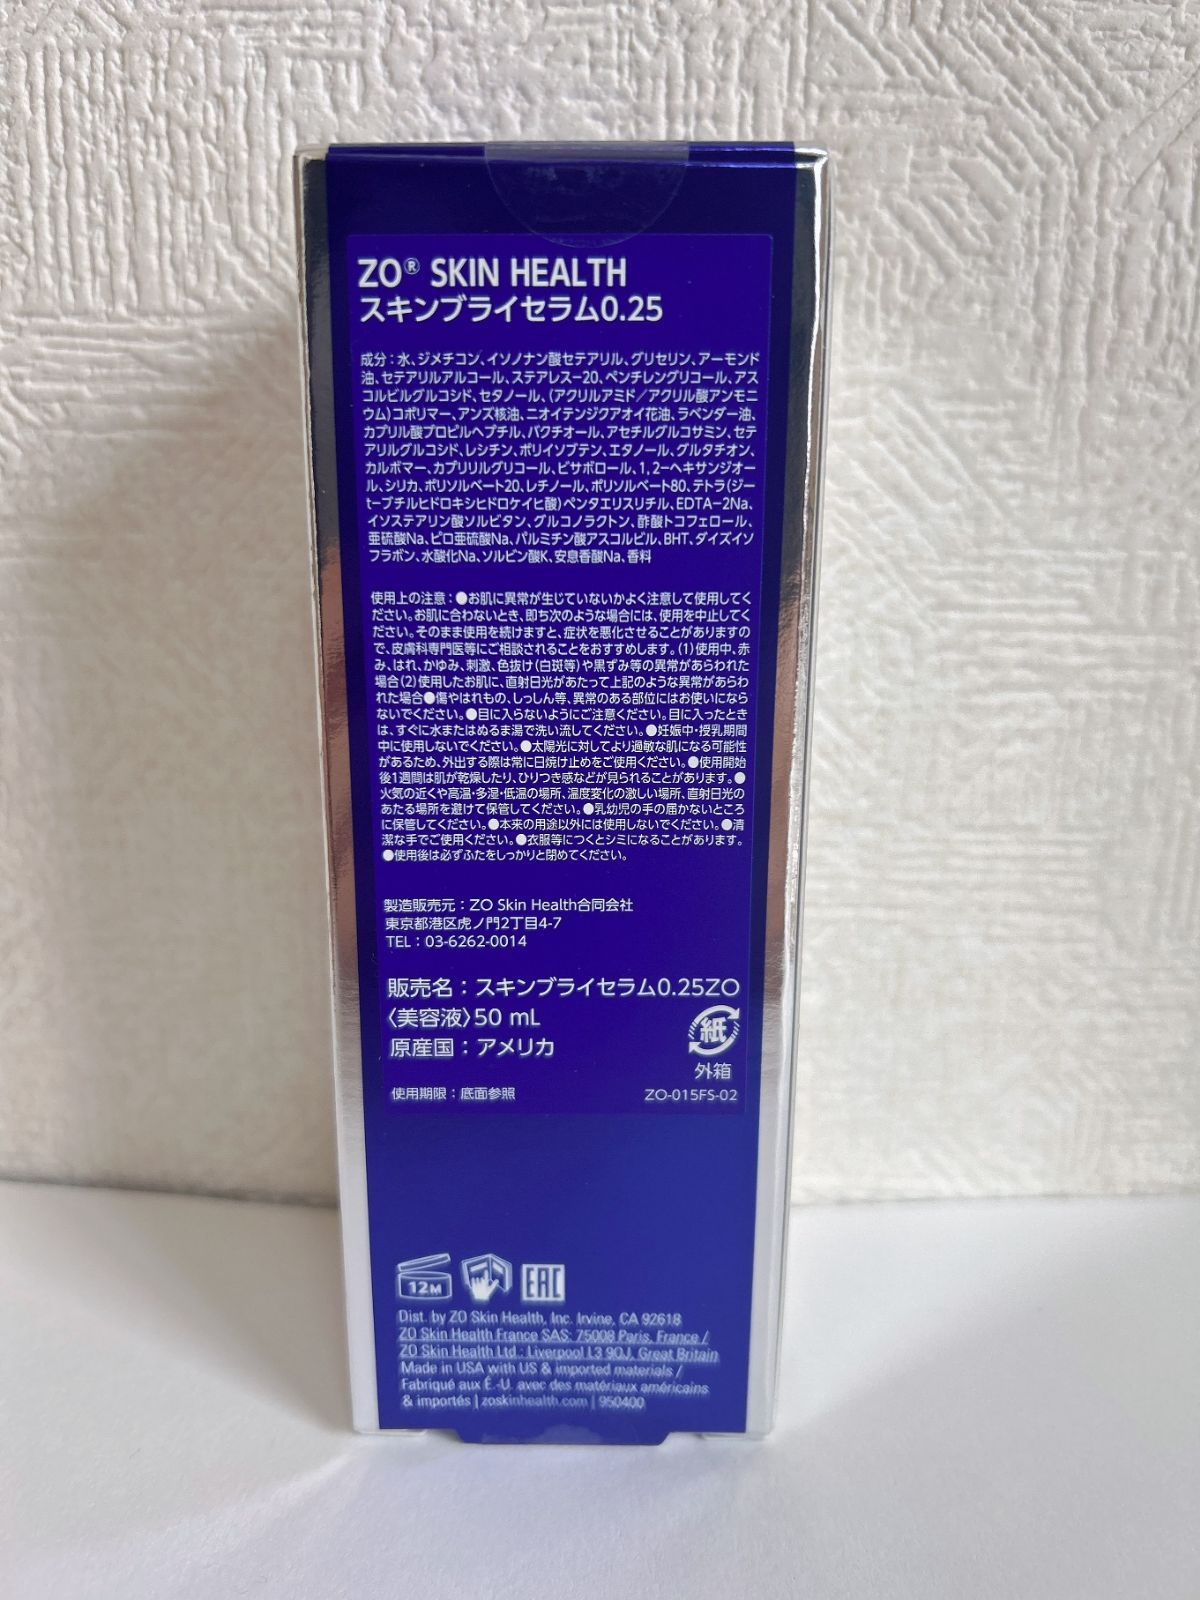 ZO® SKIN HEALTH
スキンブライセラム0.25
成分：水、ジメチコン、イソノナン酸セテアリル、グリセリン、アーモンド
油、セテアリルアルコール、ステアレス－20、ペンチレングリコール、アス
コルビルグルコシド、セタノール、（アクリルアミド／アクリル酸アンモニ
ウム）コポリマー、アンズ核油、ニオイテンジクアオイ花油、ラベンダー油、
カプリル酸プロピルヘプチル、バクチオール、アセチルグルコサミン、セテ
アリルグルコシド、レシチン、ポリイソブテン、エタノール、グルタチオン、
カルボマー、カプリリルグリコール、ビサボロール、1，2－ヘキサンジオー
ル、シリカ、ポリソルベート20、レチノール、ポリソルベート80、テトラ（ジー
tーブチルヒドロキシヒドロケイヒ酸）ペンタエリスリチル、EDTA－2Na、
イソステアリン酸ソルビタン、グルコノラクトン、酢酸トコフェロール、
亜硫酸Na、ピロ亜硫酸Na、パルミチン酸アスコルビル、BHT、ダイズイソ
フラボン、水酸化Na、ソルビン酸K、安息香酸Na、香料
使用上の注意：●お肌に異常が生じていないかよく注意して使用してく
ださい。お肌に合わないとき、即ち次のような場合には、使用を中止してく
ださい。そのまま使用を続けますと、症状を悪化させることがありますの
で、皮膚科専門医等にご相談されることをおすすめします。（1）使用中、赤
み、はれ、かゆみ、刺激、色抜け（白斑等）や黒ずみ等の異常があらわれた
場合（2）使用したお肌に、直射日光があたって上記のような異常があらわ
れた場合●傷やはれもの、しっしん等、異常のある部位にはお使いになら
ないでください。●目に入らないようにご注意ください。目に入ったとき
は、すぐに水またはぬるま湯で洗い流してください。●妊娠中・授乳期間
中に使用しないでください。●太陽光に対してより過敏な肌になる可能性
があるため、外出する際は常に日焼け止めをご使用ください。●使用開始
後1週間は肌が乾燥したり、ひりつき感などが見られることがあります。●
火気の近くや高温・多湿・低温の場所、温度変化の激しい場所、直射日光の
あたる場所を避けて保管してください。●乳幼児の手の届かないところ
に保管してください。●本来の用途以外には使用しないでください。●清
潔な手でご使用ください。●衣服等につくとシミになることがあります。
●使用後は必ずふたをしっかりと閉めてください。
製造販売元：ZO Skin Health合同会社
東京都港区虎ノ門2丁目4-7
TEL：03-6262-0014
販売名：スキンブライセラム0.25ZO
〈美容液〉50 mL
原産国：アメリカ
紙
外箱
使用期限：底面参照
ZO-015FS-02
12M
EAC
Dist. by ZO Skin Health, Inc. Irvine, CA 92618
ZO Skin Health France SAS: 75008 Paris, France /
ZO Skin Health Ltd.: Liverpool L3 9QJ, Great Britain
Made in USA with US & imported materials /
Fabriqué aux É.-U. avec des matériaux américains
& importés | zoskinhealth.com | 950400